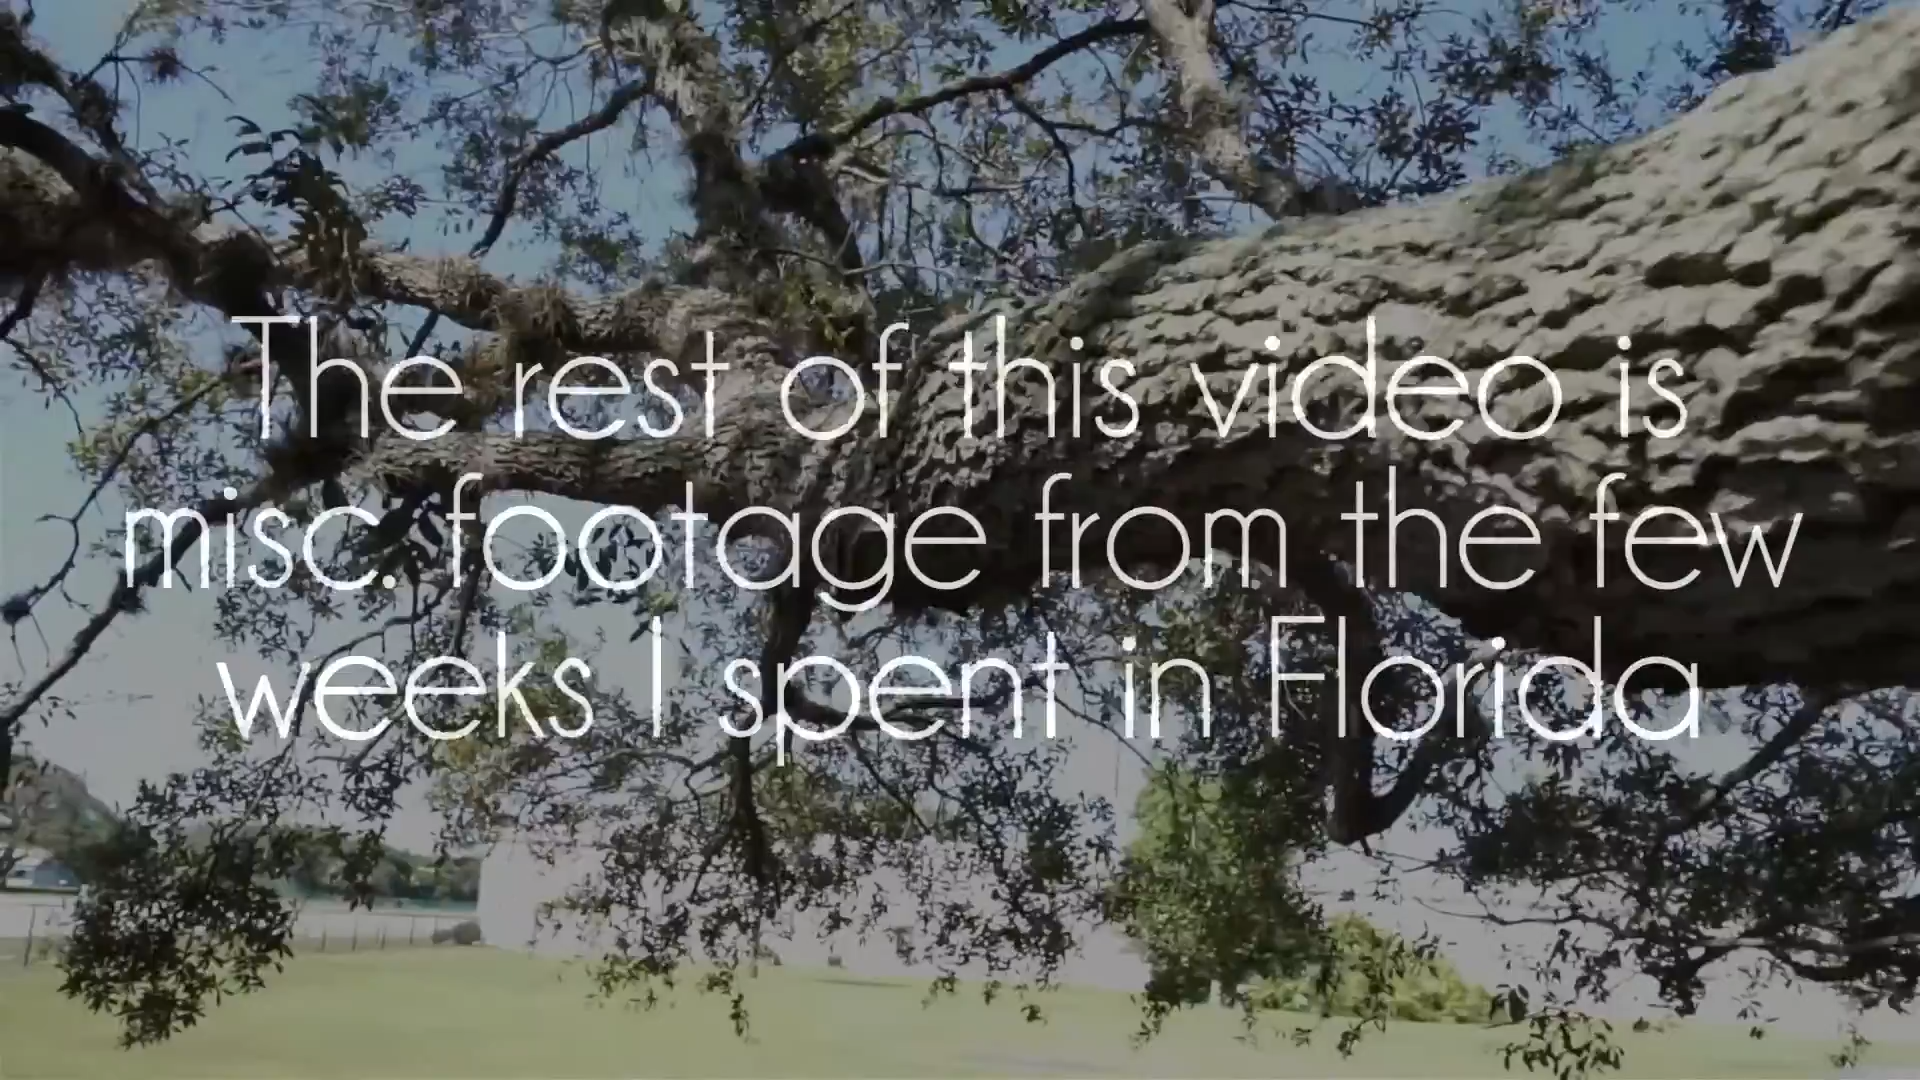 The rest of this video is
misc. footage from the few
weeks I spent in Florida